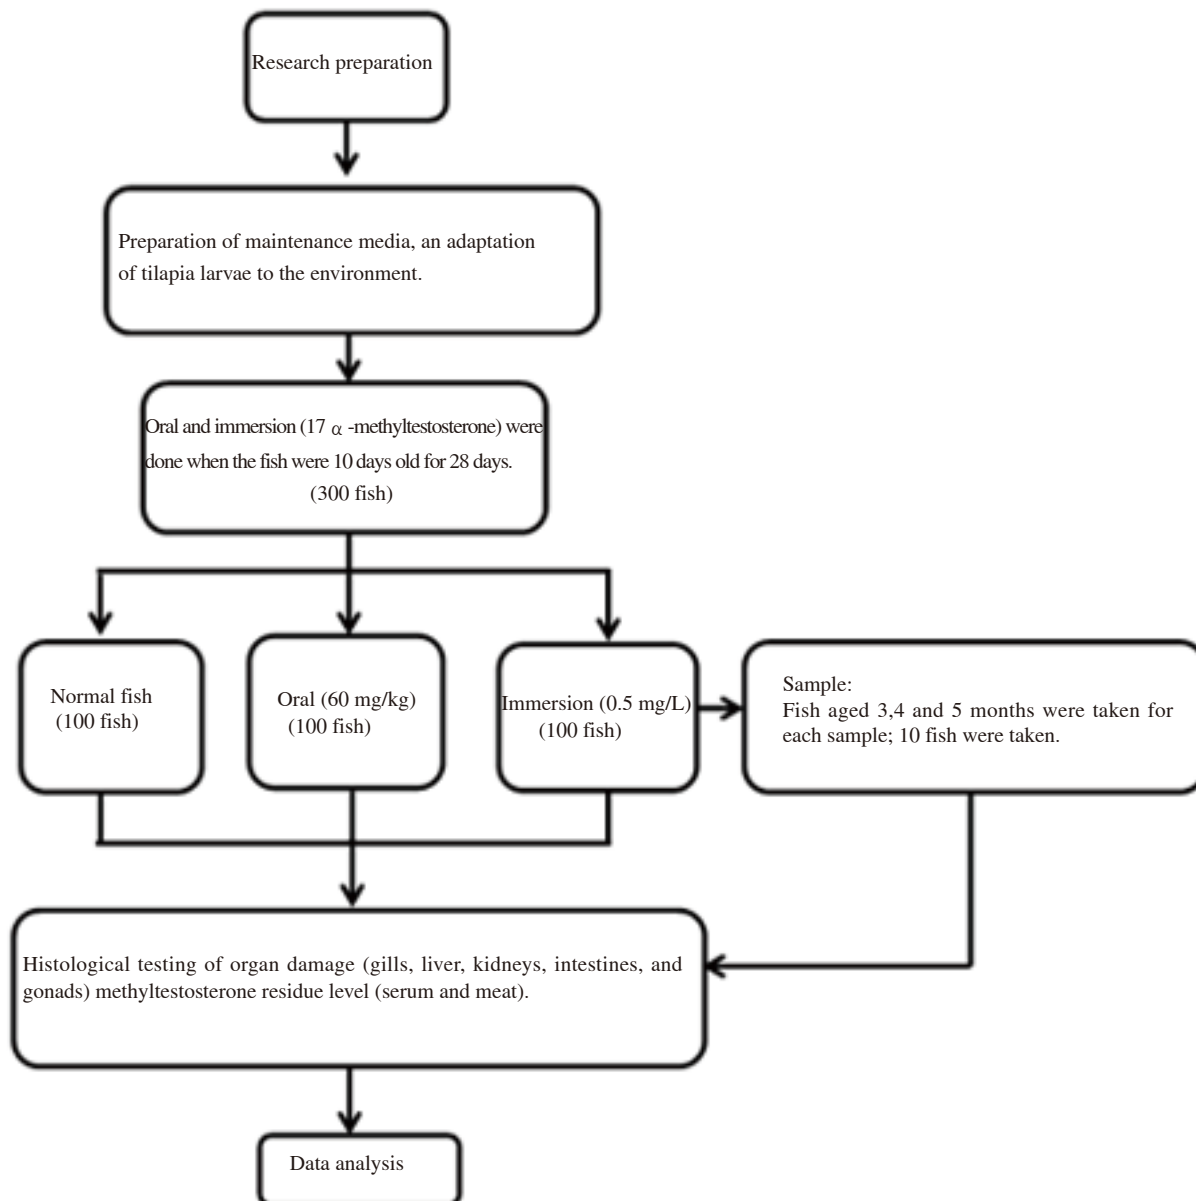 Research preparation
Preparation of maintenance media, an adaptation
of tilapia larvae to the environment.
Oral and immersion (17 α -methyltestosterone) were
done when the fish were 10 days old for 28 days.
(300 fish)
Normal fish
(100 fish)
Oral (60 mg/kg)
(100 fish)
Immersion (0.5 mg/L)
(100 fish)
Sample:
Fish aged 3,4 and 5 months were taken for
each sample; 10 fish were taken.
Histological testing of organ damage (gills, liver, kidneys, intestines, and
gonads) methyltestosterone residue level (serum and meat).
Data analysis